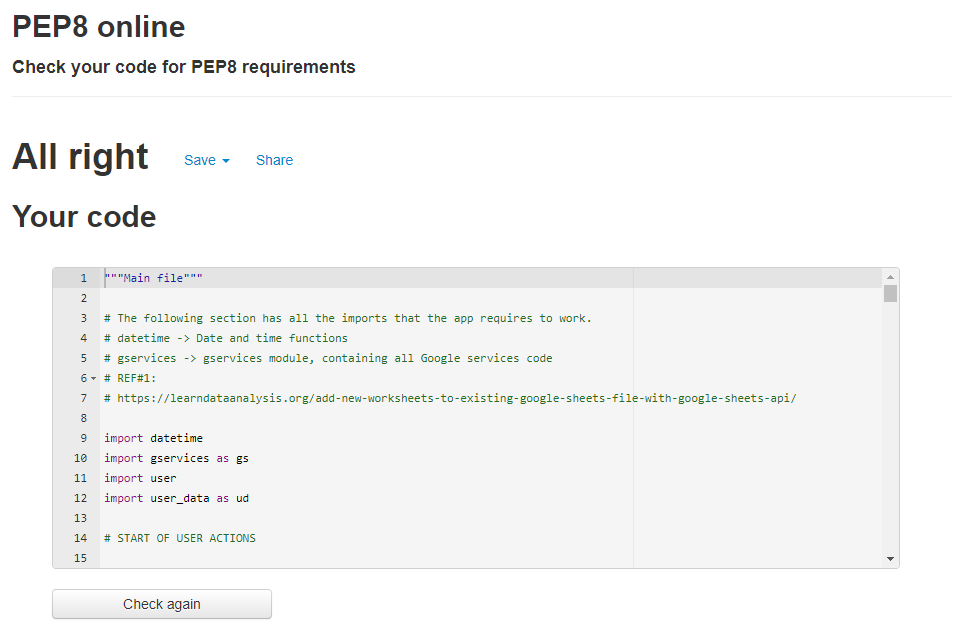 PEP8 online
Check your code for PEP8 requirements
All right Save Share
Your code
1 """Main file"""
2
3 # The following section has all the imports that the app requires to work.
4 # datetime -> Date and time functions
5 # gservices -> gservices module, containing all Google services code
6 # REF#1:
7 # https://learndataanalysis.org/add-new-worksheets-to-existing-google-sheets-file-with-google-sheets-api/
8
9 import datetime
10 import gservices as gs
11 import user
12 import user_data as ud
13
14 # START OF USER ACTIONS
15
Check again